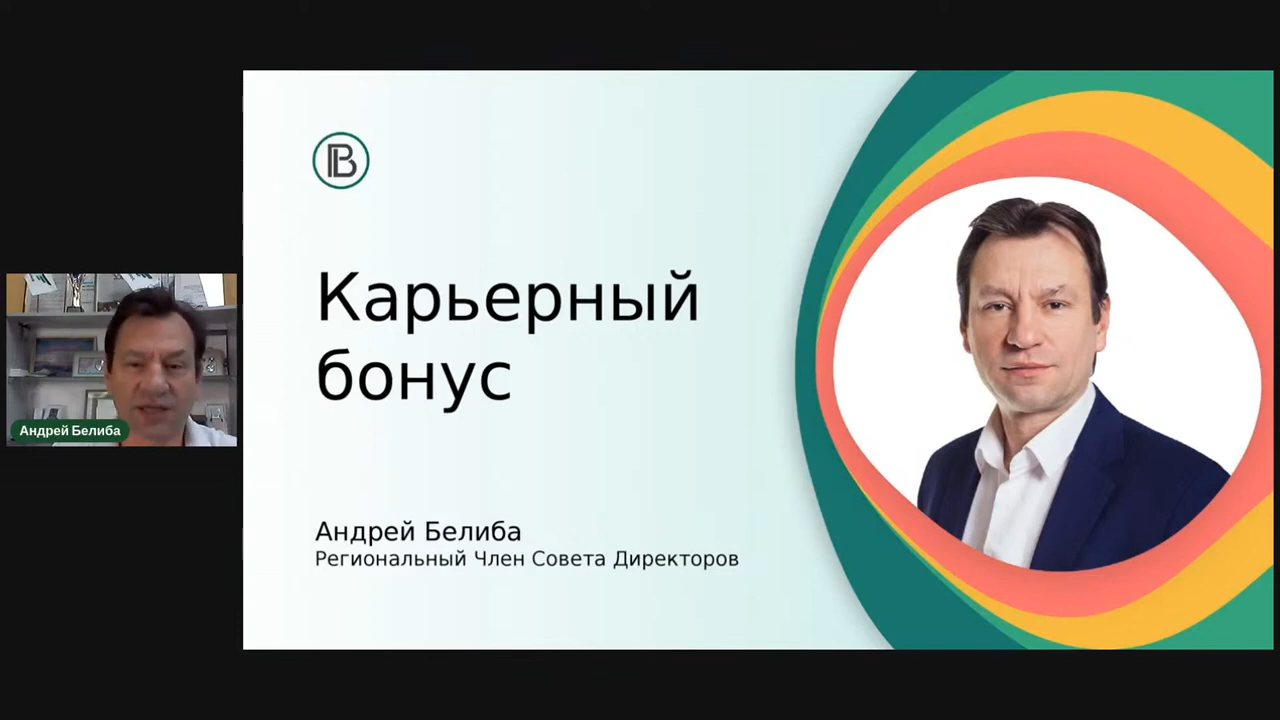 Карьерный
бонус
Андрей Белиба
Региональный Член Совета Директоров
Андрей Белиба